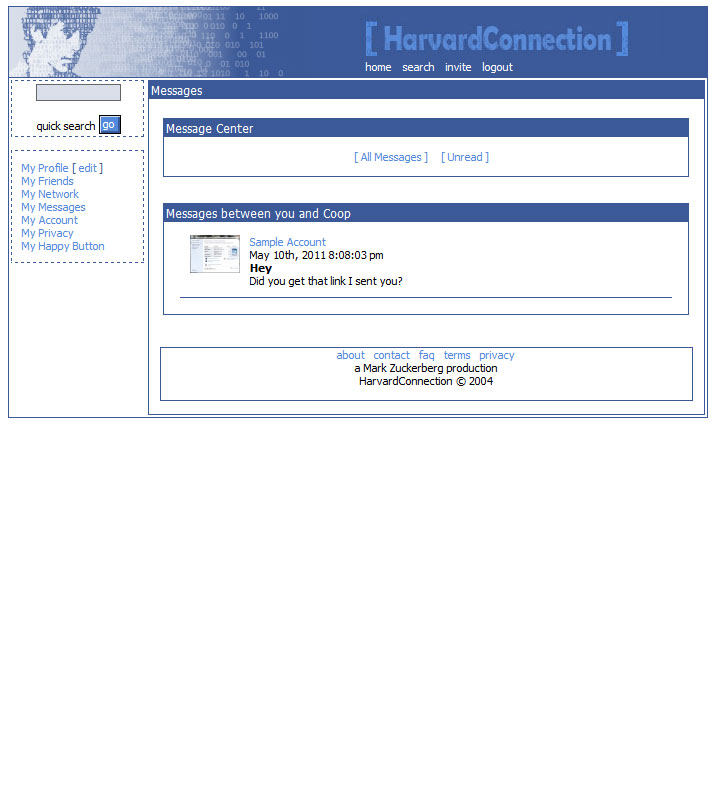 [ HarvardConnection ]
home search invite logout
quick search go
My Profile [ edit ]
My Friends
My Network
My Messages
My Account
My Privacy
My Happy Button
Messages
Message Center
[ All Messages ] [ Unread ]
Messages between you and Coop
Sample Account
May 10th, 2011 8:08:03 pm
Hey
Did you get that link I sent you?
about contact faq terms privacy
a Mark Zuckerberg production
HarvardConnection © 2004